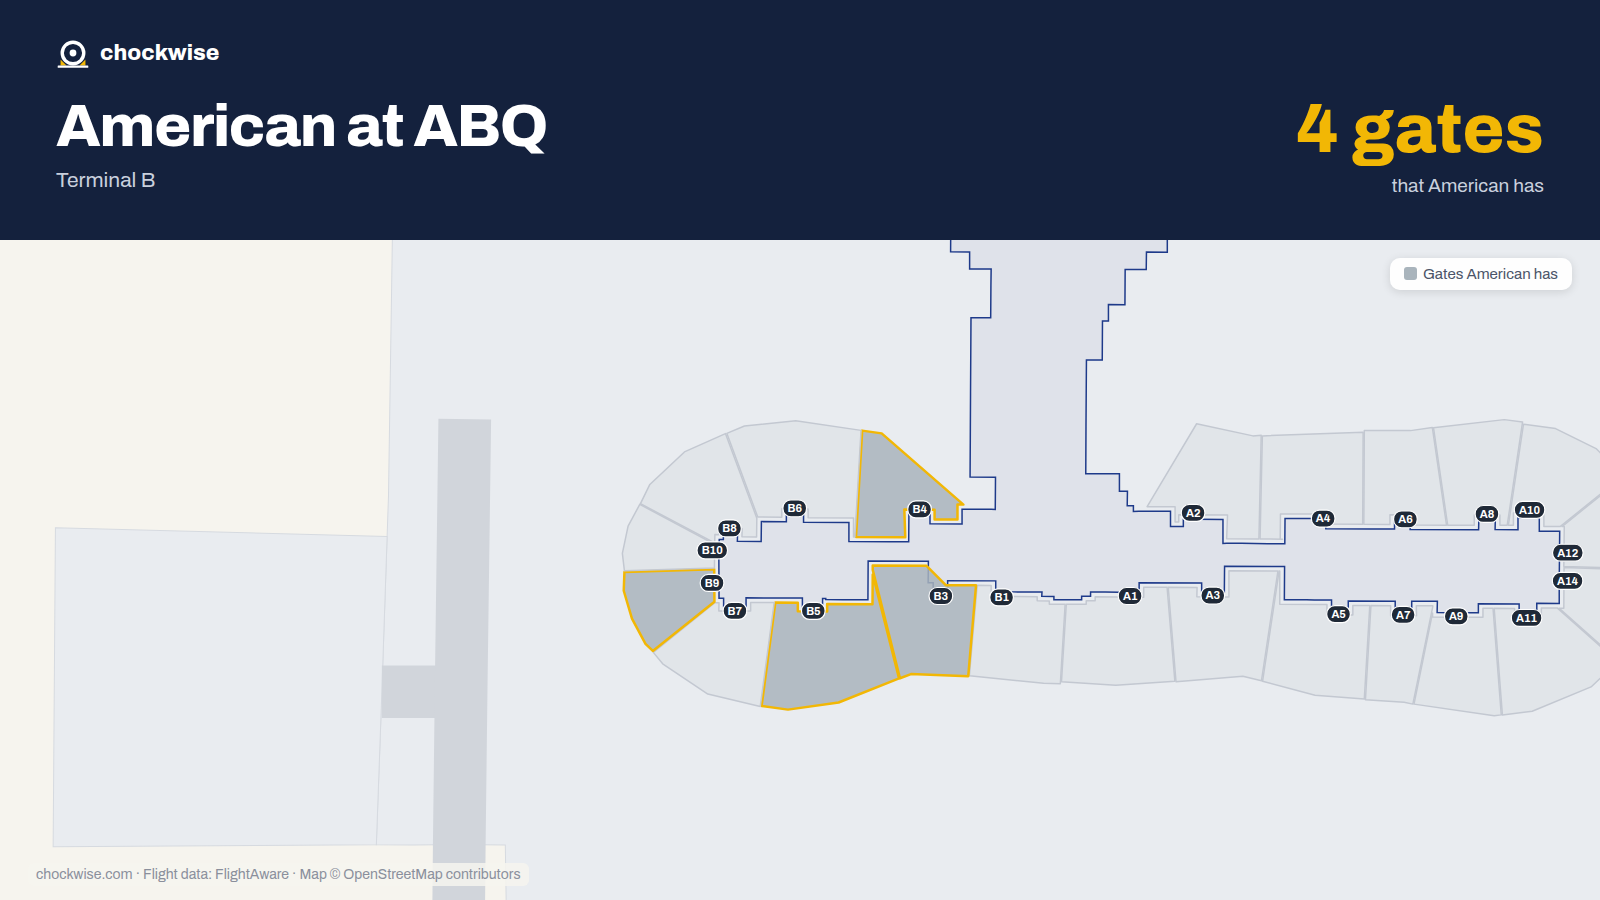 chockwise
American at ABQ
Terminal B
4 gates
that American has
Gates American has
B8
B6
B4
B10
B9
B7
B5
B3
B1
A1
A3
A2
A4
A6
A8
A10
A12
A14
A5
A7
A9
A11
chockwise.com · Flight data: FlightAware · Map © OpenStreetMap contributors